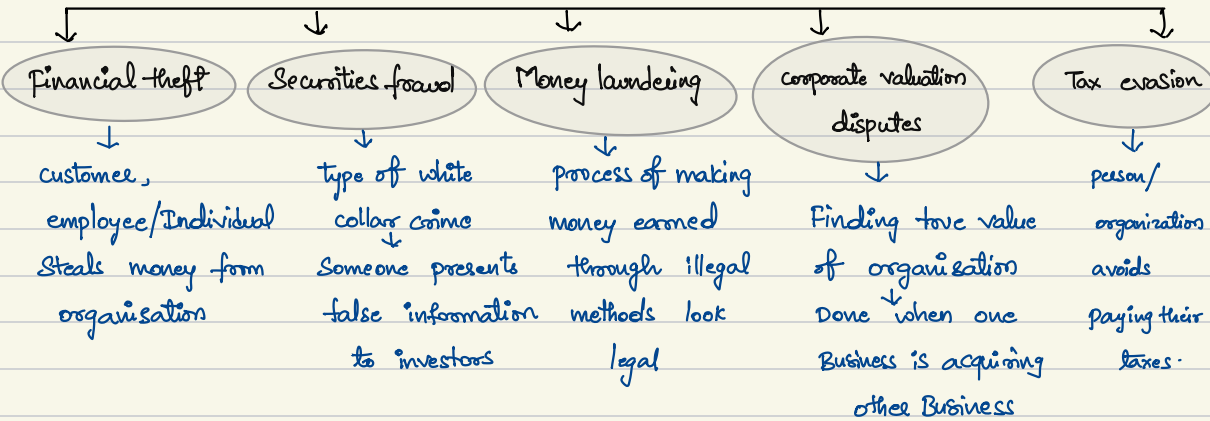 Financial theft
customer,
employee/Individual
Steals money from
organisation
Securities fraud
type of white
collar crime
Someone presents
false information
to investors
Money laundering
process of making
money earned
through illegal
methods look
legal
corporate valuation
disputes
Finding true value
of organisation
Done when one
Business is acquiring
other Business
Tax evasion
person/
organization
avoids
paying their
taxes.